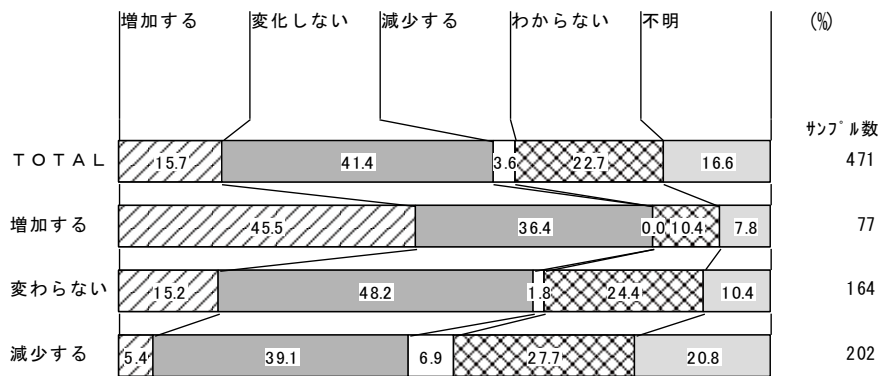 増加する 変化しない 減少する わからない 不明 (%)
サンプル数
TOTAL 15.7 41.4 3.6 22.7 16.6 471
増加する 45.5 36.4 0.0 10.4 7.8 77
変わらない 15.2 48.2 1.8 24.4 10.4 164
減少する 5.4 39.1 6.9 27.7 20.8 202